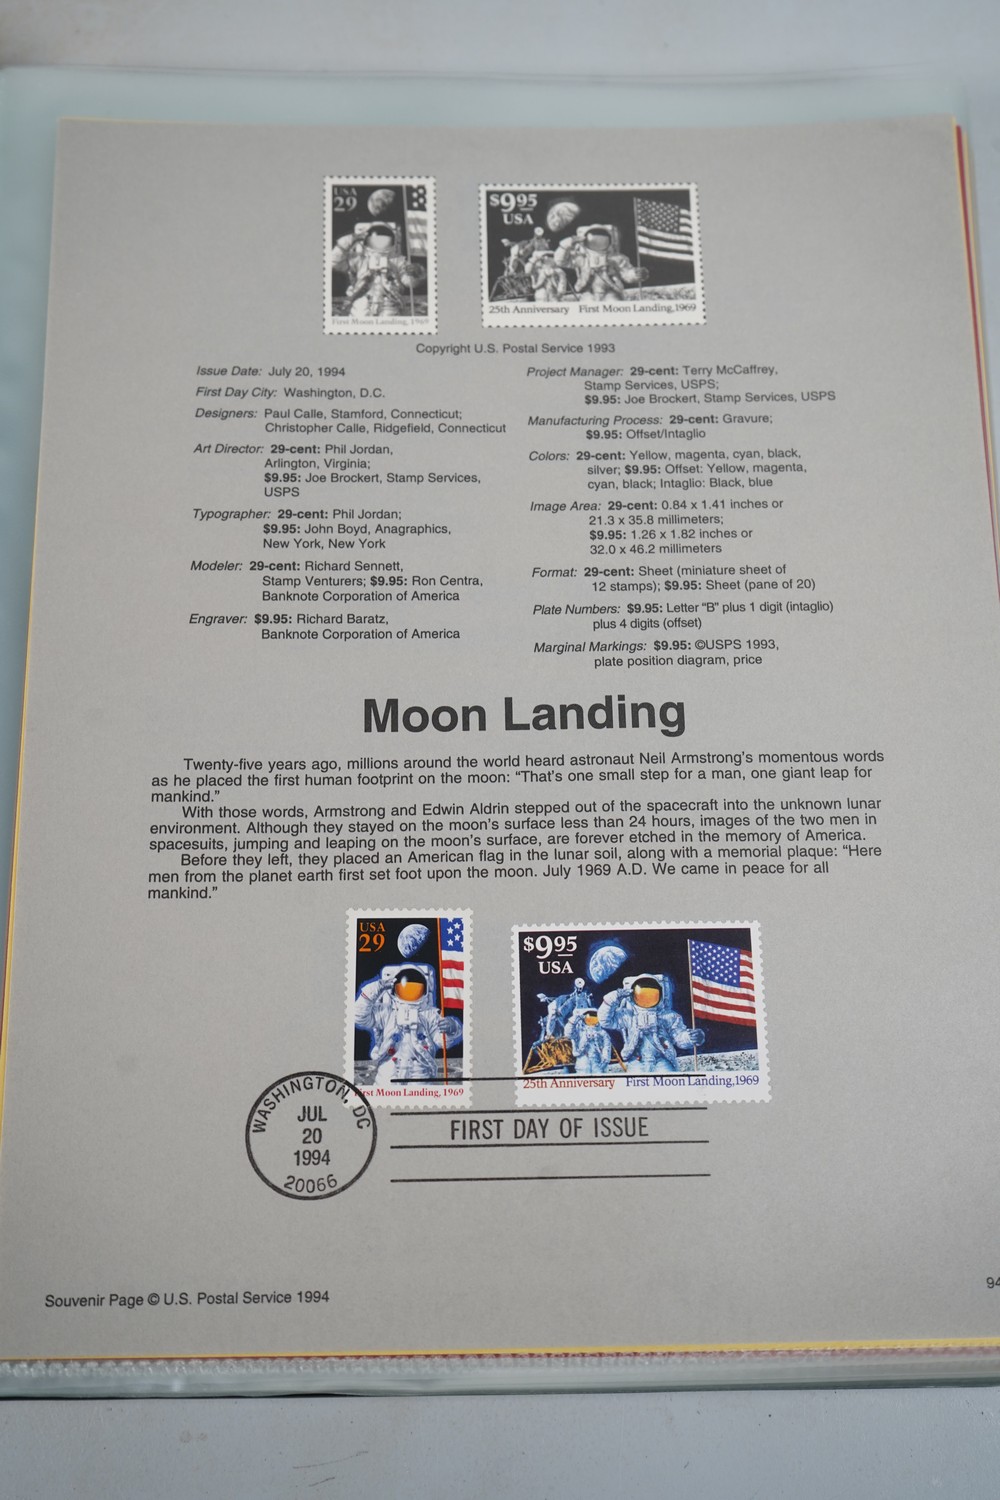 USA
29
First Moon Landing, 1969
$9.95
USA
25th Anniversary First Moon Landing, 1969
Copyright U.S. Postal Service 1993
Issue Date: July 20, 1994
First Day City: Washington, D.C.
Designers: Paul Calle, Stamford, Connecticut;
Christopher Calle, Ridgefield, Connecticut
Art Director: 29-cent: Phil Jordan,
Arlington, Virginia;
$9.95: Joe Brockert, Stamp Services,
USPS
Typographer: 29-cent: Phil Jordan;
$9.95: John Boyd, Anagraphics,
New York, New York
Modeler: 29-cent: Richard Sennett,
Stamp Venturers; $9.95: Ron Centra,
Banknote Corporation of America
Engraver: $9.95: Richard Baratz,
Banknote Corporation of America
Project Manager: 29-cent: Terry McCaffrey,
Stamp Services, USPS;
$9.95: Joe Brockert, Stamp Services, USPS
Manufacturing Process: 29-cent: Gravure;
$9.95: Offset/Intaglio
Colors: 29-cent: Yellow, magenta, cyan, black,
silver; $9.95: Offset: Yellow, magenta,
cyan, black; Intaglio: Black, blue
Image Area: 29-cent: 0.84 x 1.41 inches or
21.3 x 35.8 millimeters;
$9.95: 1.26 x 1.82 inches or
32.0 x 46.2 millimeters
Format: 29-cent: Sheet (miniature sheet of
12 stamps); $9.95: Sheet (pane of 20)
Plate Numbers: $9.95: Letter “B” plus 1 digit (intaglio)
plus 4 digits (offset)
Marginal Markings: $9.95: ©USPS 1993,
plate position diagram, price
Moon Landing
Twenty-five years ago, millions around the world heard astronaut Neil Armstrong's momentous words
as he placed the first human footprint on the moon: “That's one small step for a man, one giant leap for
mankind.”
With those words, Armstrong and Edwin Aldrin stepped out of the spacecraft into the unknown lunar
environment. Although they stayed on the moon's surface less than 24 hours, images of the two men in
spacesuits, jumping and leaping on the moon's surface, are forever etched in the memory of America.
Before they left, they placed an American flag in the lunar soil, along with a memorial plaque: “Here
men from the planet earth first set foot upon the moon. July 1969 A.D. We came in peace for all
mankind.”
USA
29
First Moon Landing, 1969
$9.95
USA
25th Anniversary First Moon Landing, 1969
WASHINGTON, DC
JUL
20
1994
20066
FIRST DAY OF ISSUE
Souvenir Page © U.S. Postal Service 1994
94